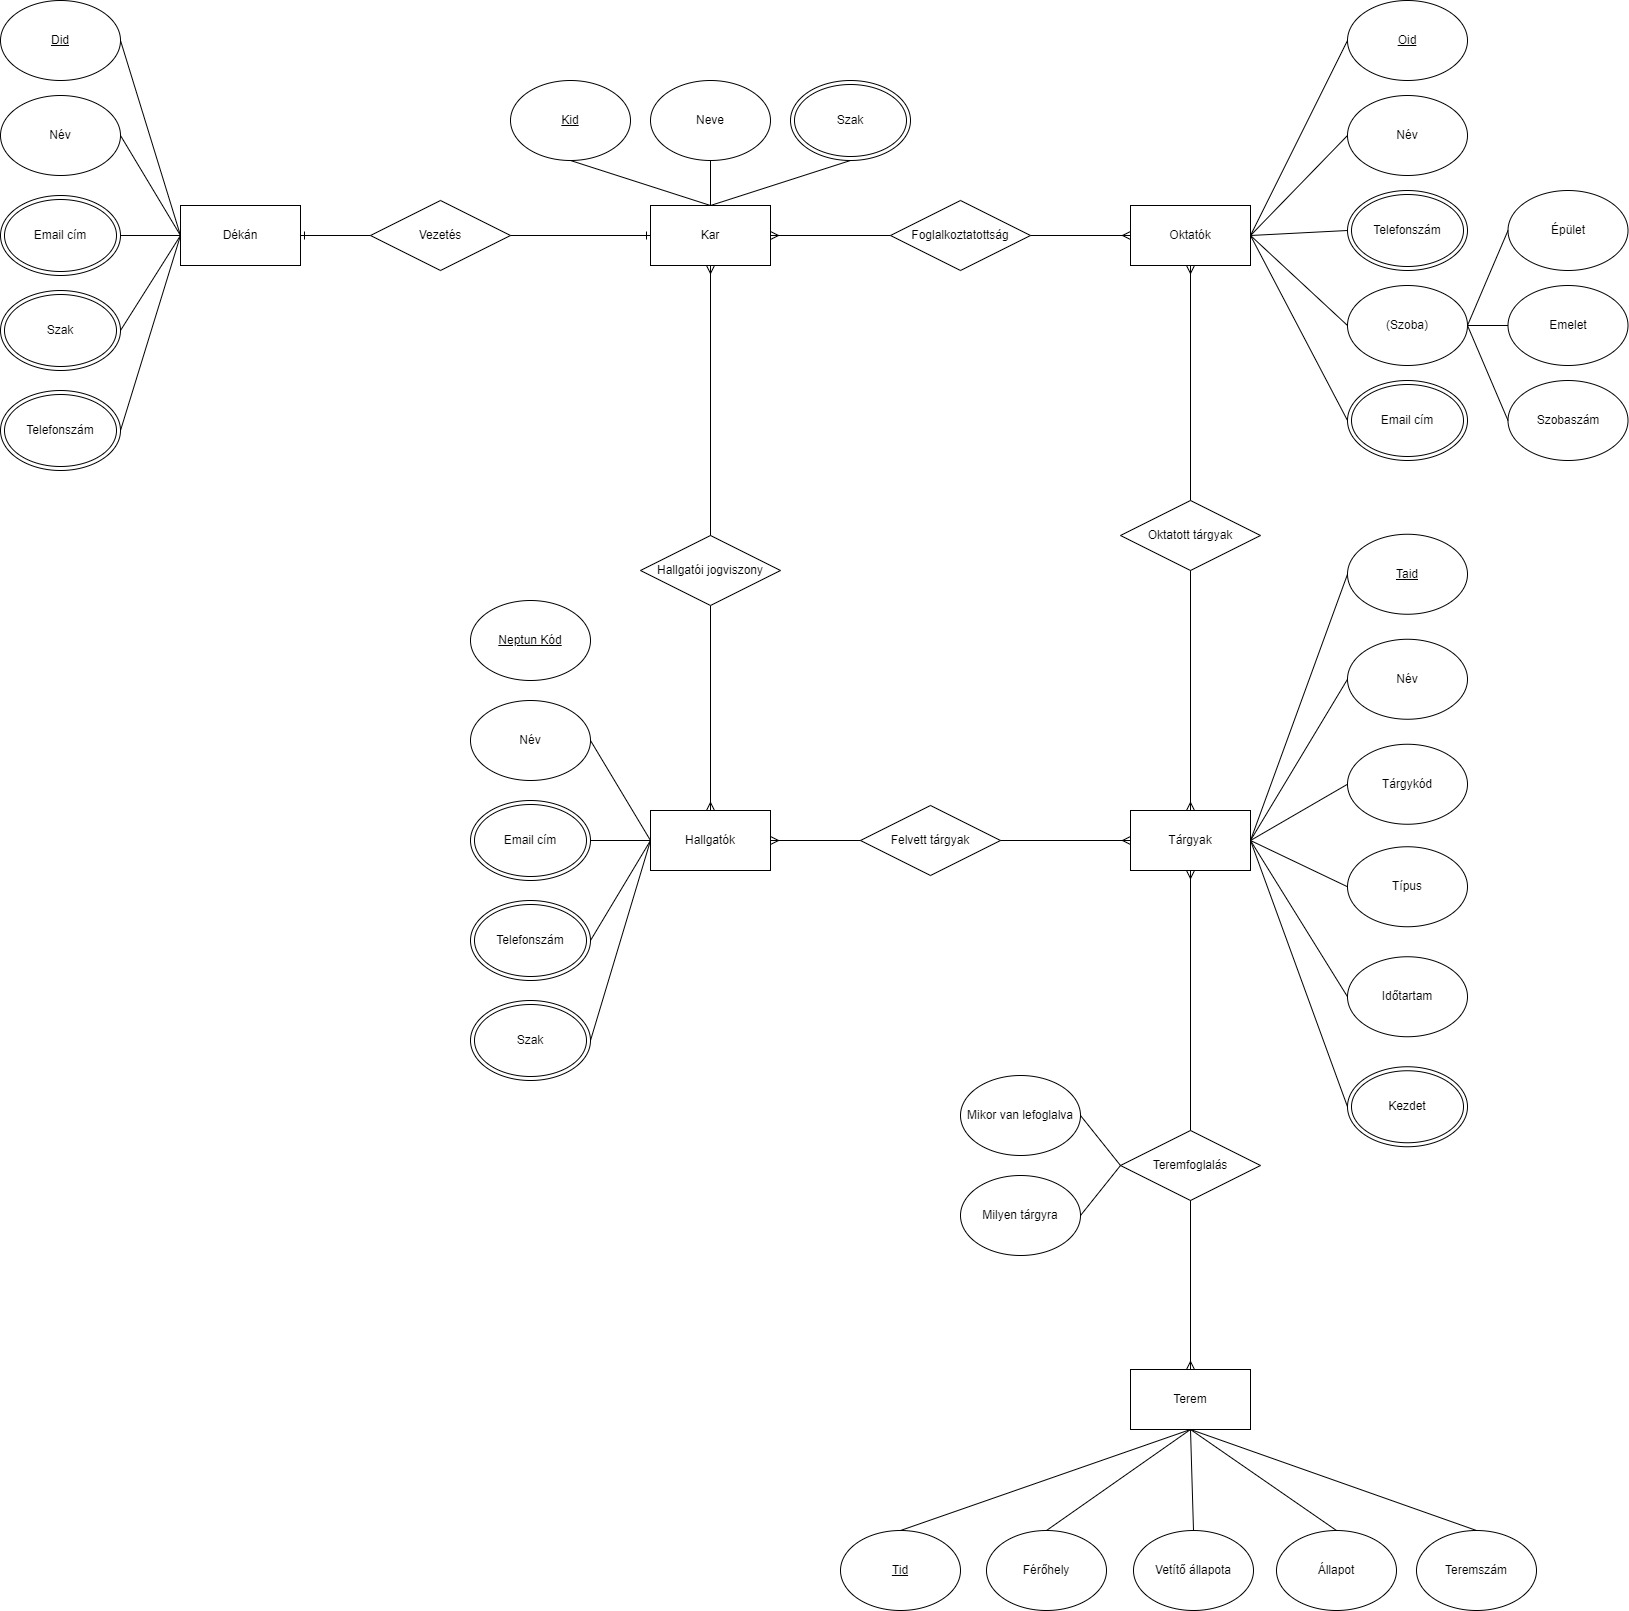 Did
Név
Email cím
Szak
Telefonszám
Dékán
Vezetés
Kid
Neve
Szak
Kar
Foglalkoztatottság
Oktatók
Oid
Név
Telefonszám
(Szoba)
Email cím
Épület
Emelet
Szobaszám
Hallgatói jogviszony
Oktatott tárgyak
Neptun Kód
Név
Email cím
Telefonszám
Szak
Hallgatók
Felvett tárgyak
Tárgyak
Taid
Név
Tárgykód
Típus
Időtartam
Kezdet
Mikor van lefoglalva
Milyen tárgyra
Teremfoglalás
Terem
Tid
Férőhely
Vetítő állapota
Állapot
Teremszám